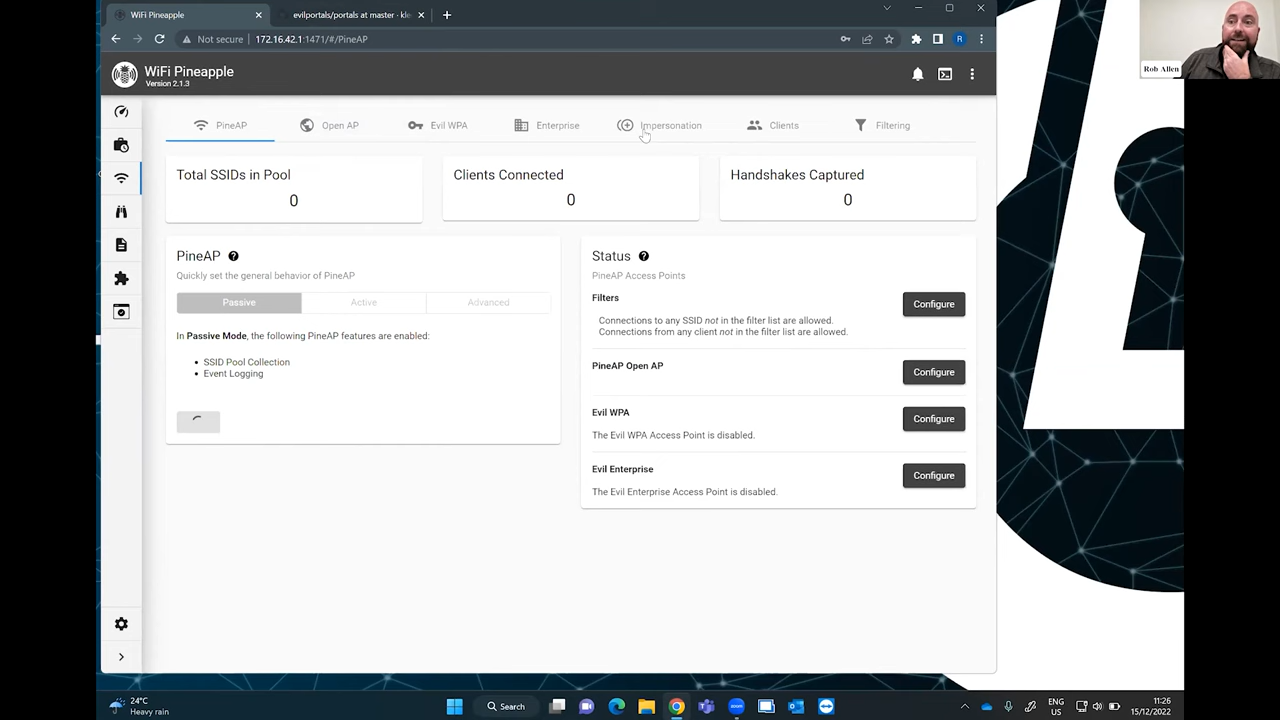 WiFi Pineapple
evilportals/portals at master · kle
Not secure
172.16.42.1:1471/#/PineAP
R
Rob Allen
WiFi Pineapple
Version 2.1.3
PineAP
Open AP
Evil WPA
Enterprise
Impersonation
Clients
Filtering
Total SSIDs in Pool
0
Clients Connected
0
Handshakes Captured
0
PineAP
Quickly set the general behavior of PineAP
Passive
Active
Advanced
In Passive Mode, the following PineAP features are enabled:
SSID Pool Collection
Event Logging
Status
PineAP Access Points
Filters
Configure
Connections to any SSID not in the filter list are allowed.
Connections from any client not in the filter list are allowed.
PineAP Open AP
Configure
Evil WPA
Configure
The Evil WPA Access Point is disabled.
Evil Enterprise
Configure
The Evil Enterprise Access Point is disabled.
24°C
Heavy rain
Search
ENG
US
11:26
15/12/2022